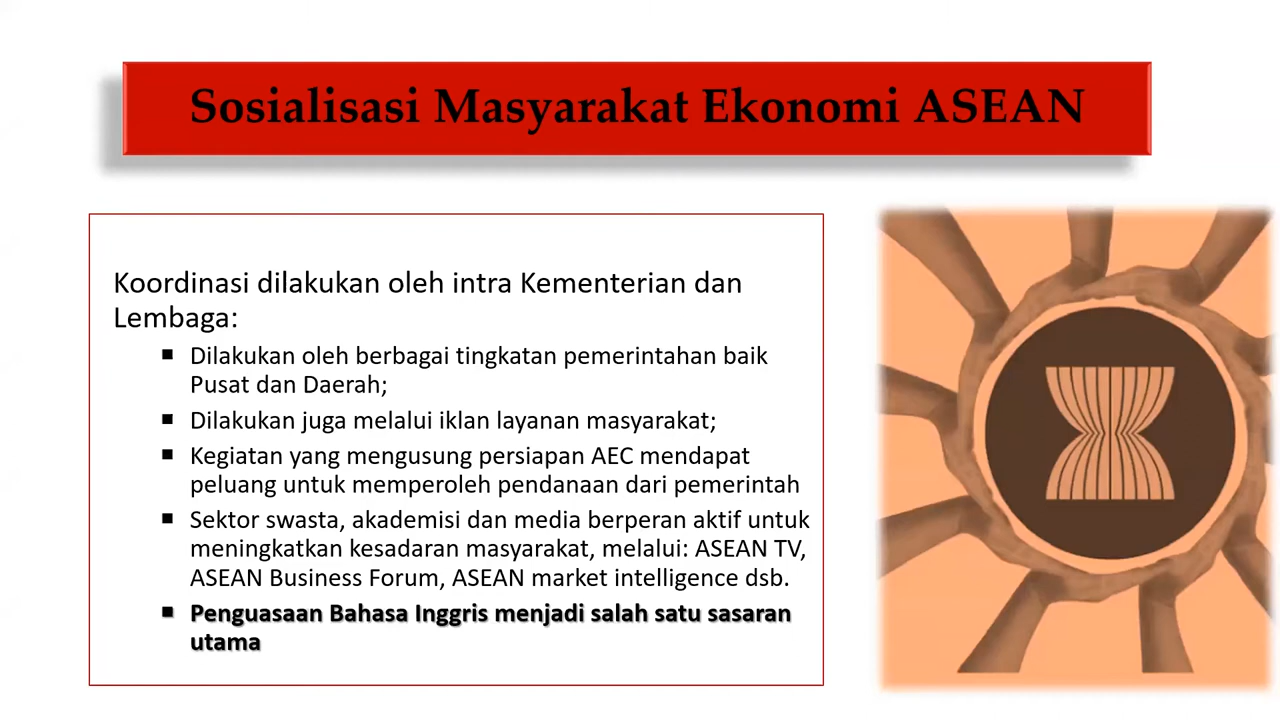 Sosialisasi Masyarakat Ekonomi ASEAN
Koordinasi dilakukan oleh intra Kementerian dan
Lembaga:
▪ Dilakukan oleh berbagai tingkatan pemerintahan baik
Pusat dan Daerah;
▪ Dilakukan juga melalui iklan layanan masyarakat;
▪ Kegiatan yang mengusung persiapan AEC mendapat
peluang untuk memperoleh pendanaan dari pemerintah
▪ Sektor swasta, akademisi dan media berperan aktif untuk
meningkatkan kesadaran masyarakat, melalui: ASEAN TV,
ASEAN Business Forum, ASEAN market intelligence dsb.
▪ Penguasaan Bahasa Inggris menjadi salah satu sasaran
utama